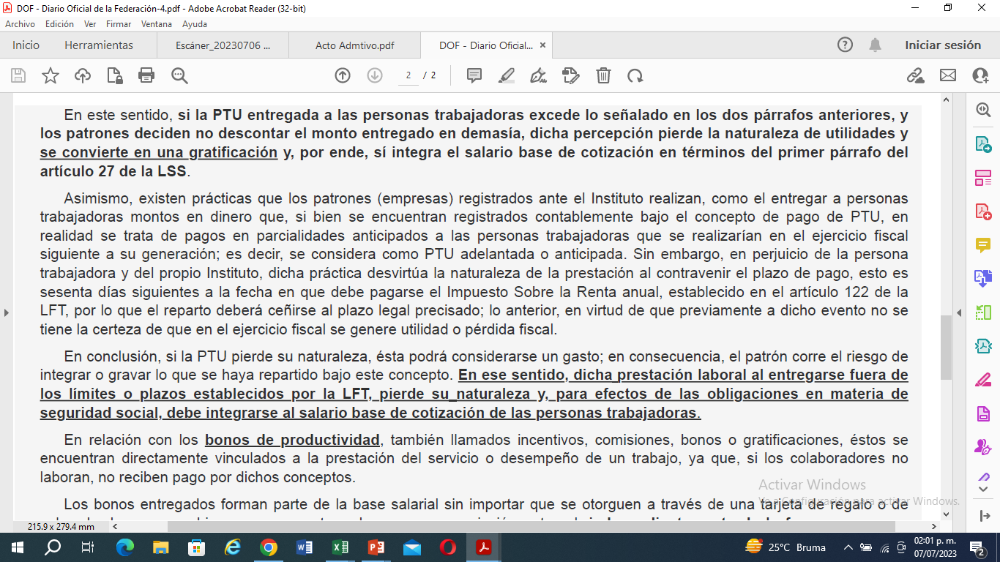 DOF - Diario Oficial de la Federación-4.pdf - Adobe Acrobat Reader (32-bit)
Archivo Edición Ver Firmar Ventana Ayuda
Inicio Herramientas Escáner_20230706 ... Acto Admtivo.pdf DOF - Diario Oficial... Iniciar sesión
2 / 2
En este sentido, si la PTU entregada a las personas trabajadoras excede lo señalado en los dos párrafos anteriores, y
los patrones deciden no descontar el monto entregado en demasía, dicha percepción pierde la naturaleza de utilidades y
se convierte en una gratificación y, por ende, sí integra el salario base de cotización en términos del primer párrafo del
artículo 27 de la LSS.
Asimismo, existen prácticas que los patrones (empresas) registrados ante el Instituto realizan, como el entregar a personas
trabajadoras montos en dinero que, si bien se encuentran registrados contablemente bajo el concepto de pago de PTU, en
realidad se trata de pagos en parcialidades anticipados a las personas trabajadoras que se realizarían en el ejercicio fiscal
siguiente a su generación; es decir, se considera como PTU adelantada o anticipada. Sin embargo, en perjuicio de la persona
trabajadora y del propio Instituto, dicha práctica desvirtúa la naturaleza de la prestación al contravenir el plazo de pago, esto es
sesenta días siguientes a la fecha en que debe pagarse el Impuesto Sobre la Renta anual, establecido en el artículo 122 de la
LFT, por lo que el reparto deberá ceñirse al plazo legal precisado; lo anterior, en virtud de que previamente a dicho evento no se
tiene la certeza de que en el ejercicio fiscal se genere utilidad o pérdida fiscal.
En conclusión, si la PTU pierde su naturaleza, ésta podrá considerarse un gasto; en consecuencia, el patrón corre el riesgo de
integrar o gravar lo que se haya repartido bajo este concepto. En ese sentido, dicha prestación laboral al entregarse fuera de
los límites o plazos establecidos por la LFT, pierde su naturaleza y, para efectos de las obligaciones en materia de
seguridad social, debe integrarse al salario base de cotización de las personas trabajadoras.
En relación con los bonos de productividad, también llamados incentivos, comisiones, bonos o gratificaciones, éstos se
encuentran directamente vinculados a la prestación del servicio o desempeño de un trabajo, ya que, si los colaboradores no
laboran, no reciben pago por dichos conceptos.
Activar Windows
Ve a Configuración para activar Windows.
Los bonos entregados forman parte de la base salarial sin importar que se otorguen a través de una tarjeta de regalo o de
215.9 x 279.4 mm
25°C Bruma
02:01 p. m.
07/07/2023
2